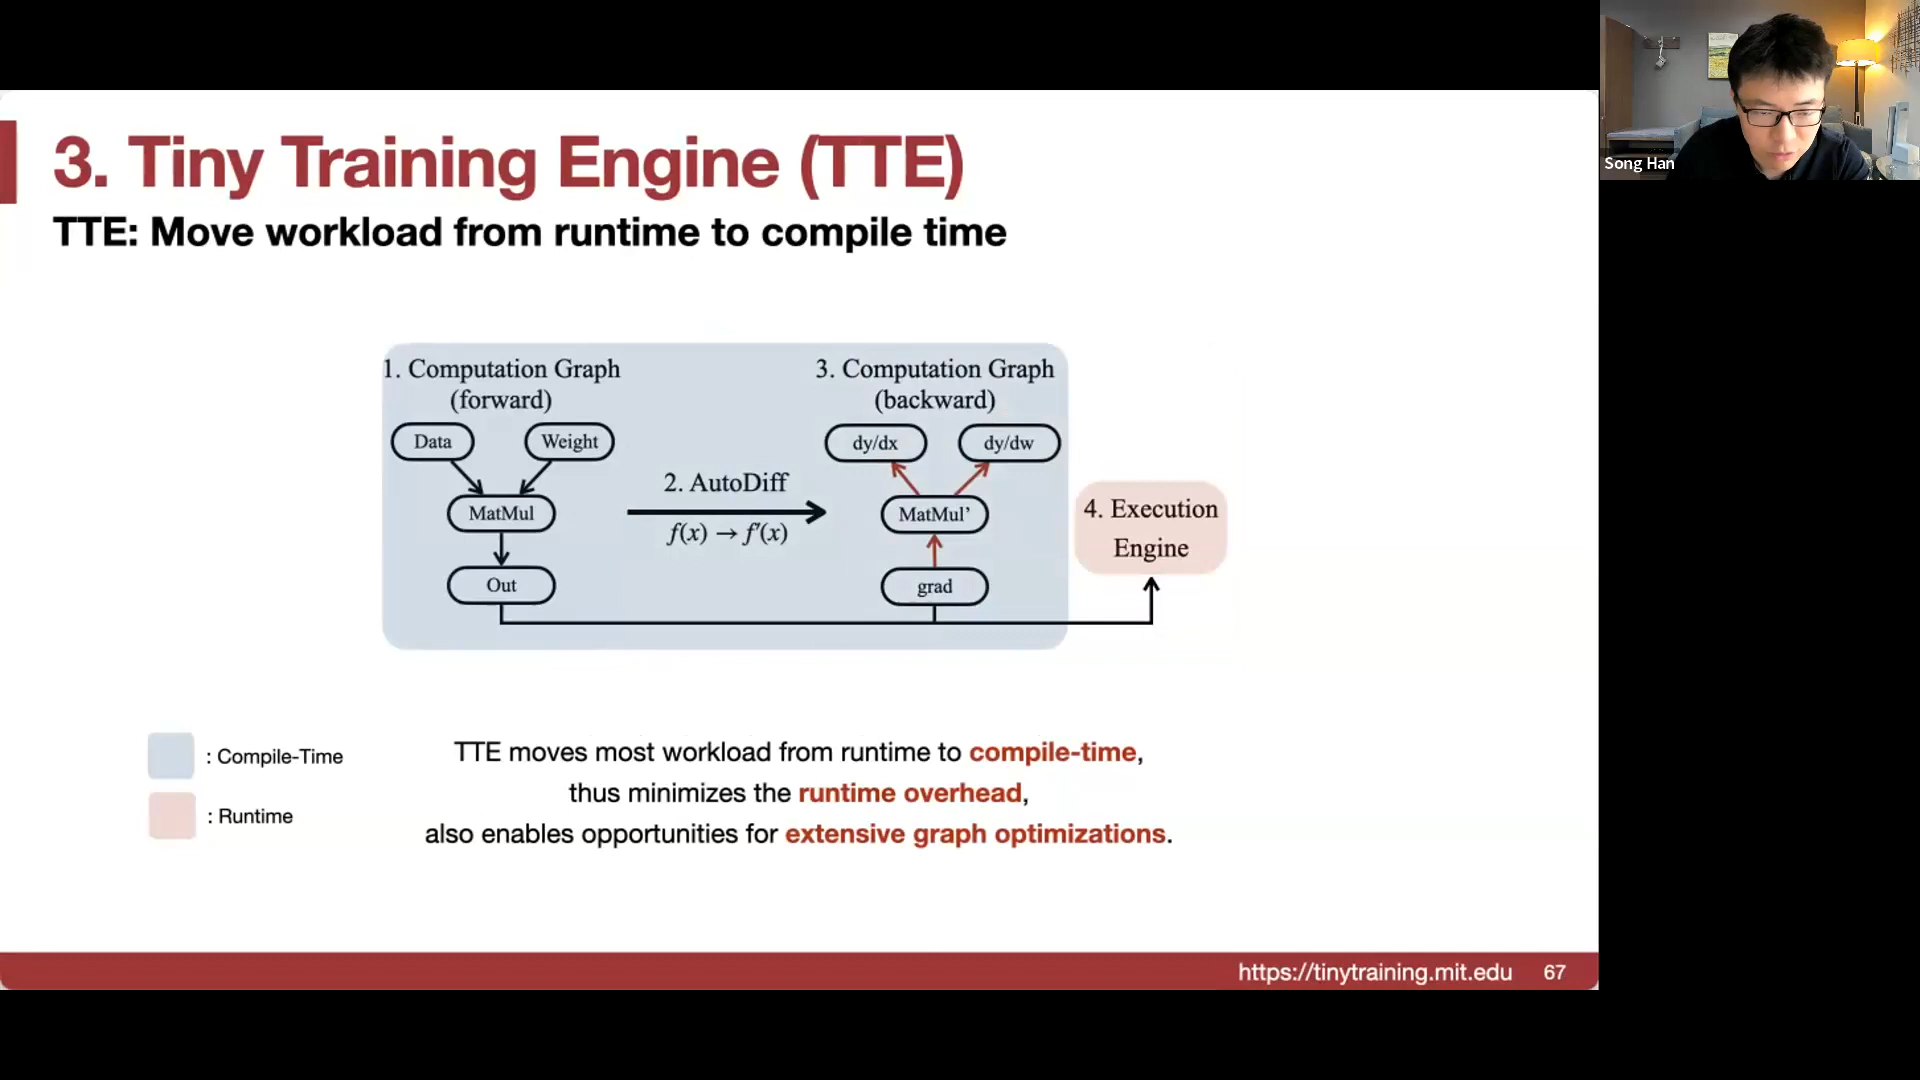 3. Tiny Training Engine (TTE)
TTE: Move workload from runtime to compile time
Song Han
1. Computation Graph
(forward)
Data
Weight
MatMul
Out
2. AutoDiff
f(x) → f'(x)
3. Computation Graph
(backward)
dy/dx
dy/dw
MatMul’
grad
4. Execution
Engine
: Compile-Time
: Runtime
TTE moves most workload from runtime to compile-time,
thus minimizes the runtime overhead,
also enables opportunities for extensive graph optimizations.
https://tinytraining.mit.edu
67